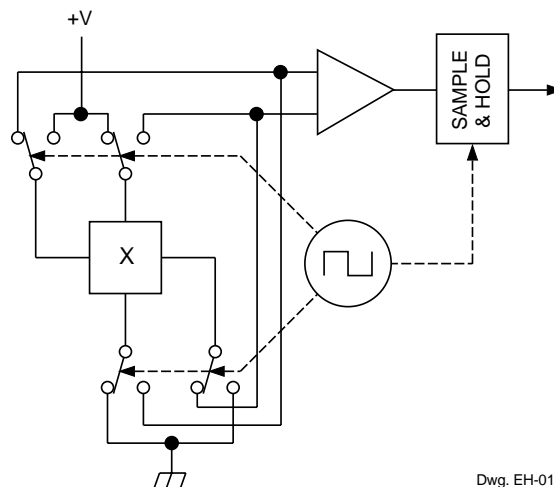 +V
SAMPLE
& HOLD
X
Dwg. EH-01